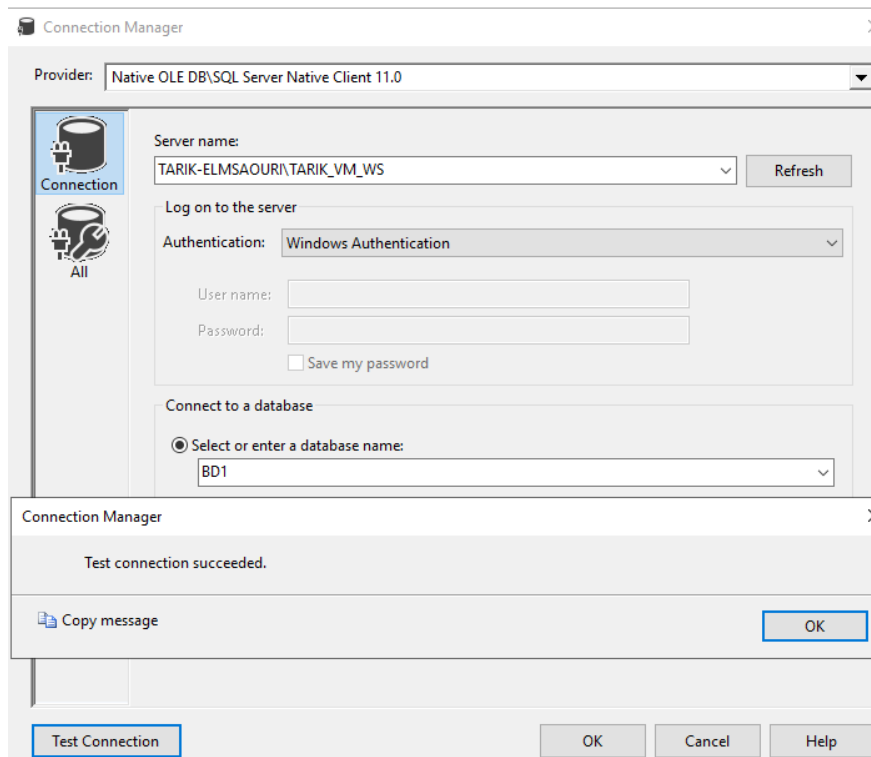 Connection Manager
Provider: Native OLE DB\SQL Server Native Client 11.0
Connection
All
Server name:
TARIK-ELMSAOURI\TARIK_VM_WS
Refresh
Log on to the server
Authentication: Windows Authentication
User name:
Password:
Save my password
Connect to a database
Select or enter a database name:
BD1
Connection Manager
Test connection succeeded.
Copy message
OK
Test Connection OK Cancel Help